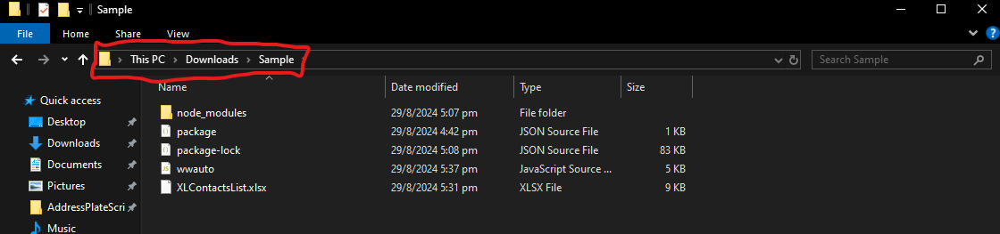 Sample
File Home Share View
This PC Downloads Sample
Search Sample
Name Date modified Type Size
Quick access
Desktop
Downloads
Documents
Pictures
AddressPlateScri
Music
node_modules 29/8/2024 5:07 pm File folder
package 29/8/2024 4:42 pm JSON Source File 1 KB
package-lock 29/8/2024 5:08 pm JSON Source File 83 KB
wwauto 29/8/2024 5:37 pm JavaScript Source ... 5 KB
XLContactsList.xlsx 29/8/2024 5:31 pm XLSX File 9 KB